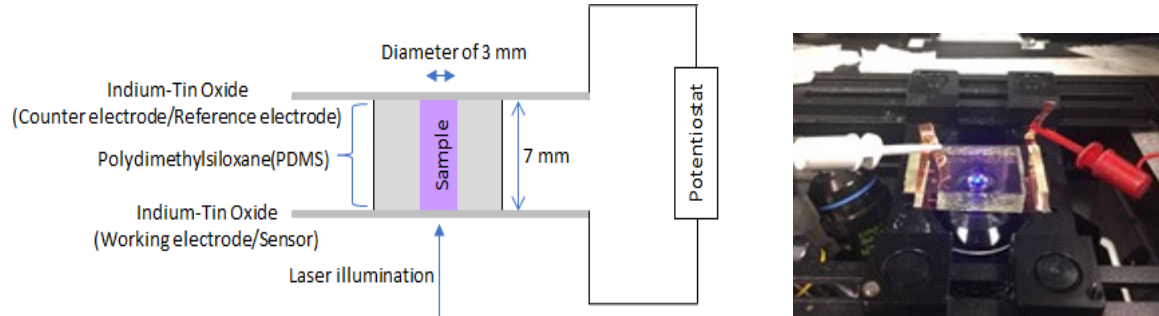 Diameter of 3 mm
Indium-Tin Oxide
(Counter electrode/Reference electrode)
Polydimethylsiloxane(PDMS)
Sample
7 mm
Potentiostat
Indium-Tin Oxide
(Working electrode/Sensor)
Laser illumination